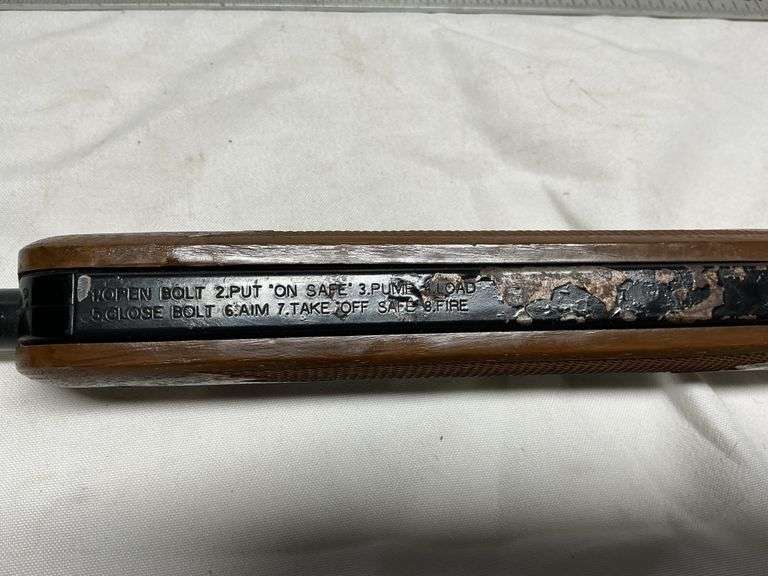 1.OPEN BOLT 2.PUT "ON SAFE" 3.PUMP 4.LOAD
5.CLOSE BOLT 6.AIM 7.TAKE "OFF SAFE" 8.FIRE